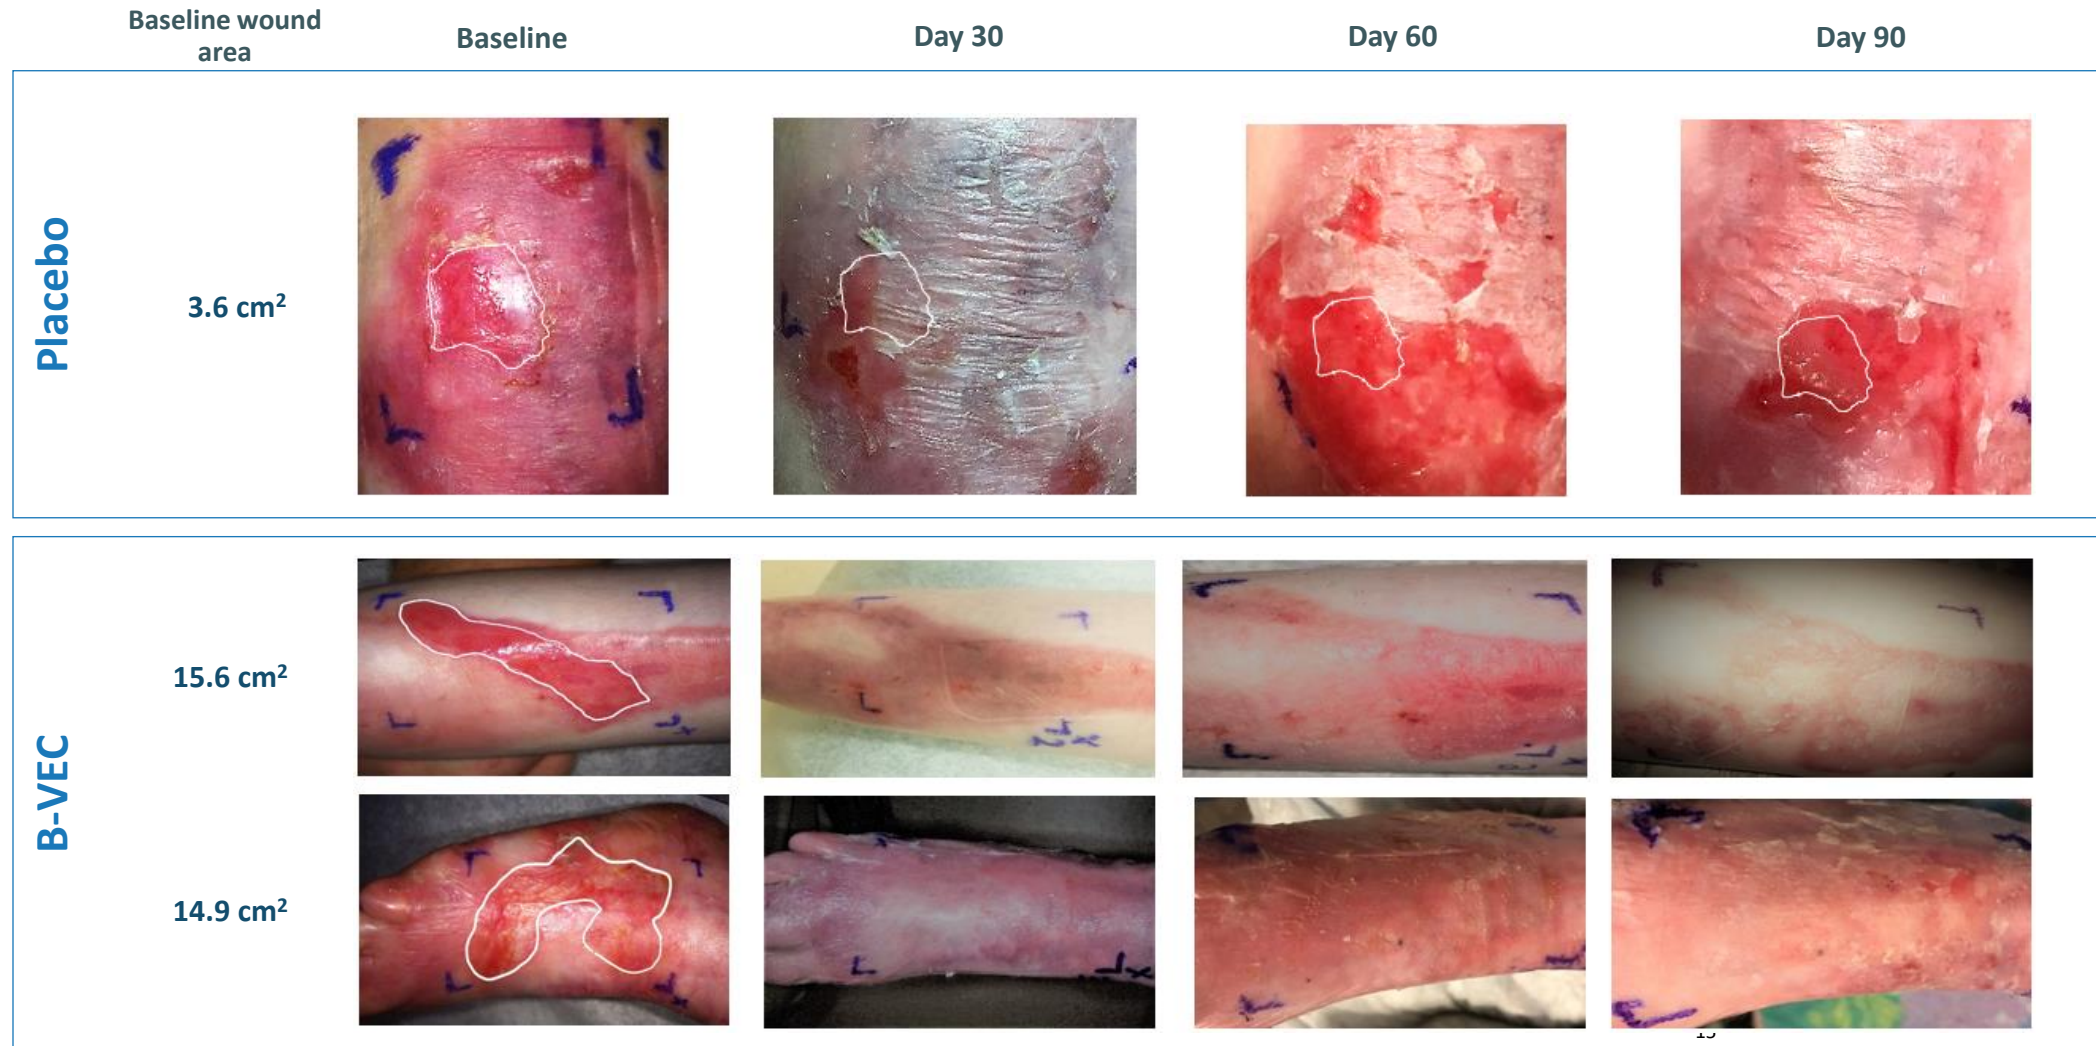 Baseline wound
area
Baseline
Day 30
Day 60
Day 90
Placebo
3.6 cm²
B-VEC
15.6 cm²
14.9 cm²